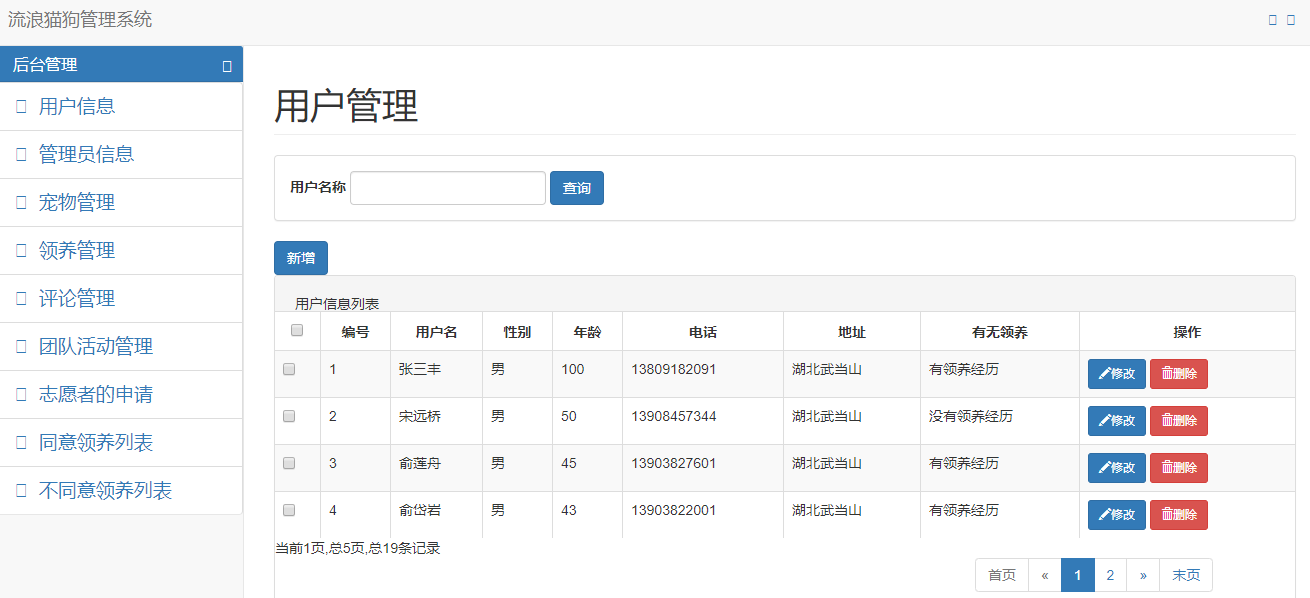 流浪猫狗管理系统
后台管理
用户信息
管理员信息
宠物管理
领养管理
评论管理
团队活动管理
志愿者的申请
同意领养列表
不同意领养列表
用户管理
用户名称 查询
新增
用户信息列表
编号 用户名 性别 年龄 电话 地址 有无领养 操作
1 张三丰 男 100 13809182091 湖北武当山 有领养经历 修改 删除
2 宋远桥 男 50 13908457344 湖北武当山 没有领养经历 修改 删除
3 俞莲舟 男 45 13903827601 湖北武当山 有领养经历 修改 删除
4 俞岱岩 男 43 13903822001 湖北武当山 有领养经历 修改 删除
当前1页,总5页,总19条记录
首页 « 1 2 » 末页